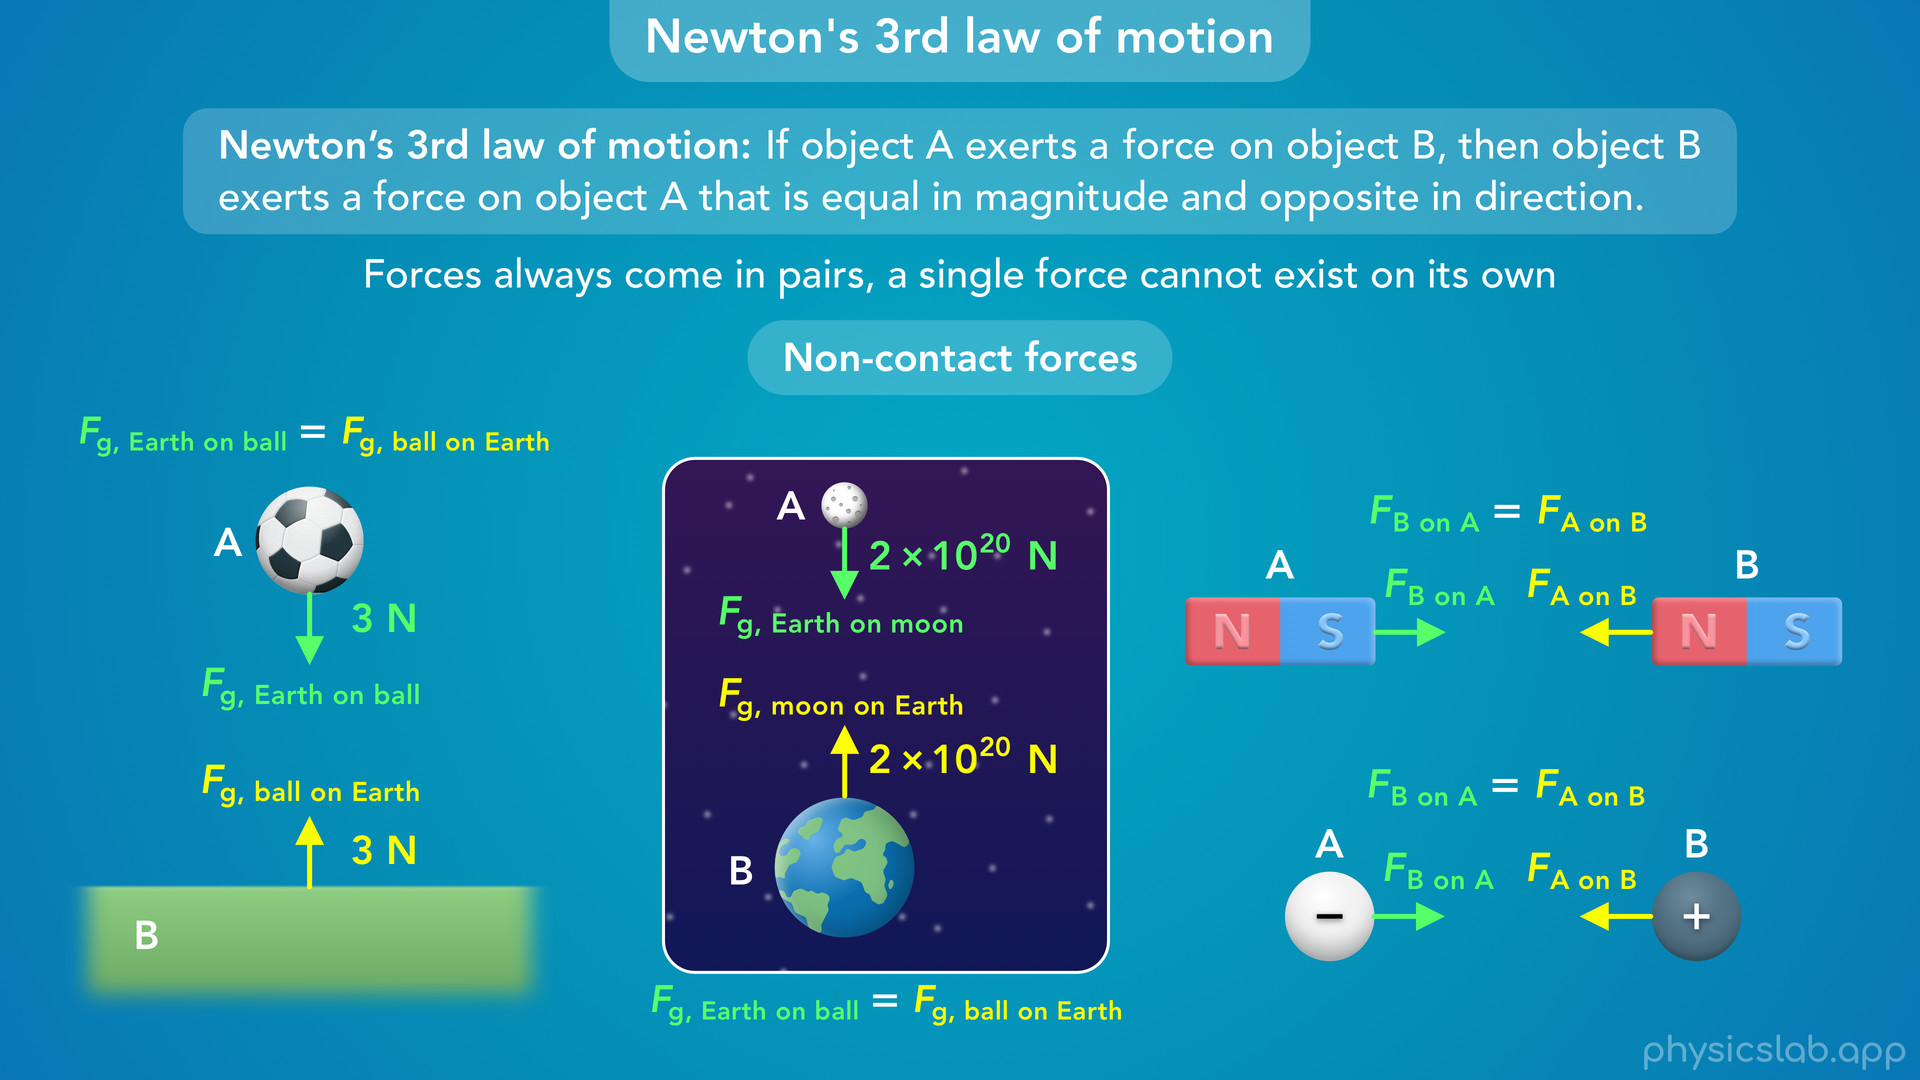 Newton's 3rd law of motion
Newton’s 3rd law of motion: If object A exerts a force on object B, then object B
exerts a force on object A that is equal in magnitude and opposite in direction.
Forces always come in pairs, a single force cannot exist on its own
Non-contact forces
Fg, Earth on ball = Fg, ball on Earth
A
3 N
Fg, Earth on ball
Fg, ball on Earth
3 N
B
A
2 × 10²⁰ N
Fg, Earth on moon
Fg, moon on Earth
2 × 10²⁰ N
B
Fg, Earth on ball = Fg, ball on Earth
FB on A = FA on B
A B
FB on A FA on B
N S N S
FB on A = FA on B
A B
FB on A FA on B
− +
physicslab.app